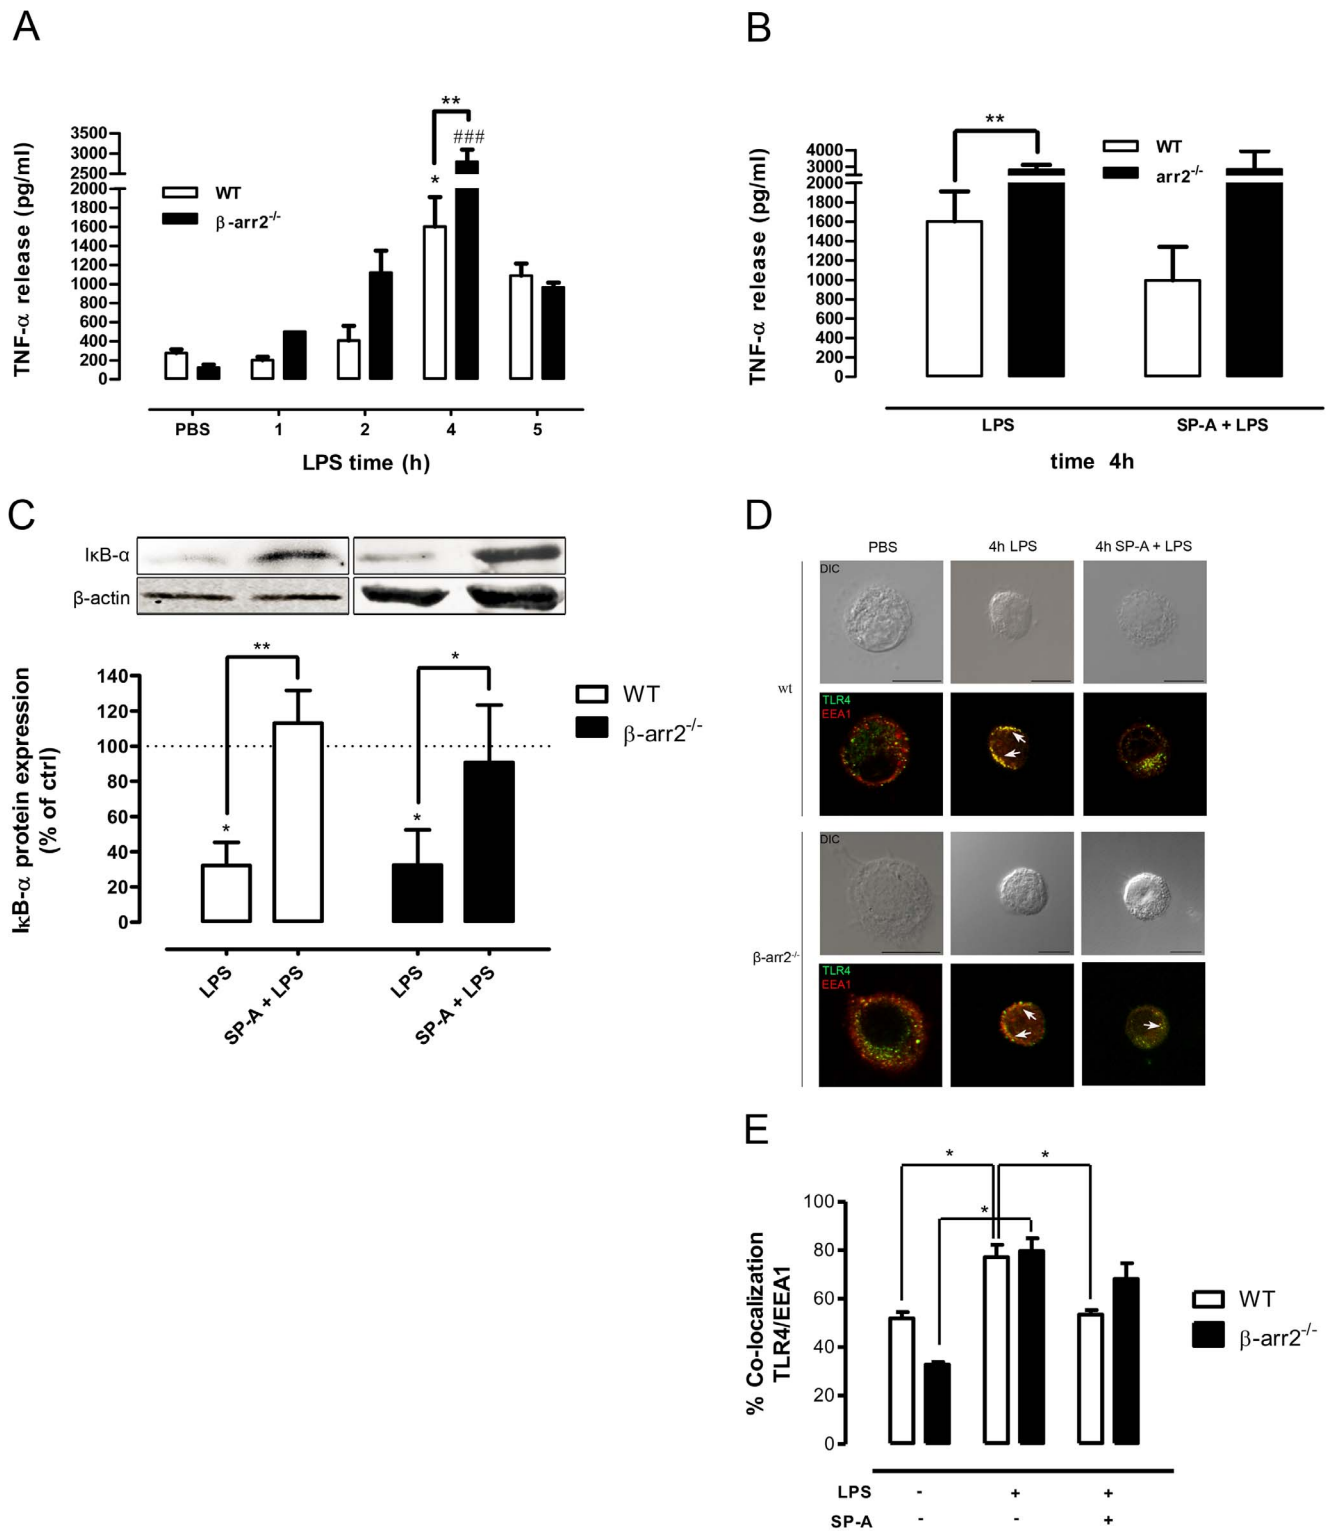 A
**
###
*
3500
3000
2500
2000
1800
1600
1400
1200
1000
800
600
400
200
0
TNF-α release (pg/ml)
WT
β-arr2-/-
PBS 1 2 4 5
LPS time (h)
B
**
4000
3000
2000
1800
1600
1400
1200
1000
800
600
400
200
0
TNF-α release (pg/ml)
WT
arr2-/-
LPS SP-A + LPS
time 4h
C
IκB-α
β-actin
** *
* *
140
120
100
80
60
40
20
0
IκB-α protein expression
(% of ctrl)
WT
β-arr2-/-
LPS
SP-A + LPS
LPS
SP-A + LPS
D
PBS 4h LPS 4h SP-A + LPS
DIC
wt
TLR4
EEA1
DIC
β-arr2-/-
TLR4
EEA1
E
* *
*
100
80
60
40
20
0
% Co-localization
TLR4/EEA1
WT
β-arr2-/-
LPS - + +
SP-A - - +